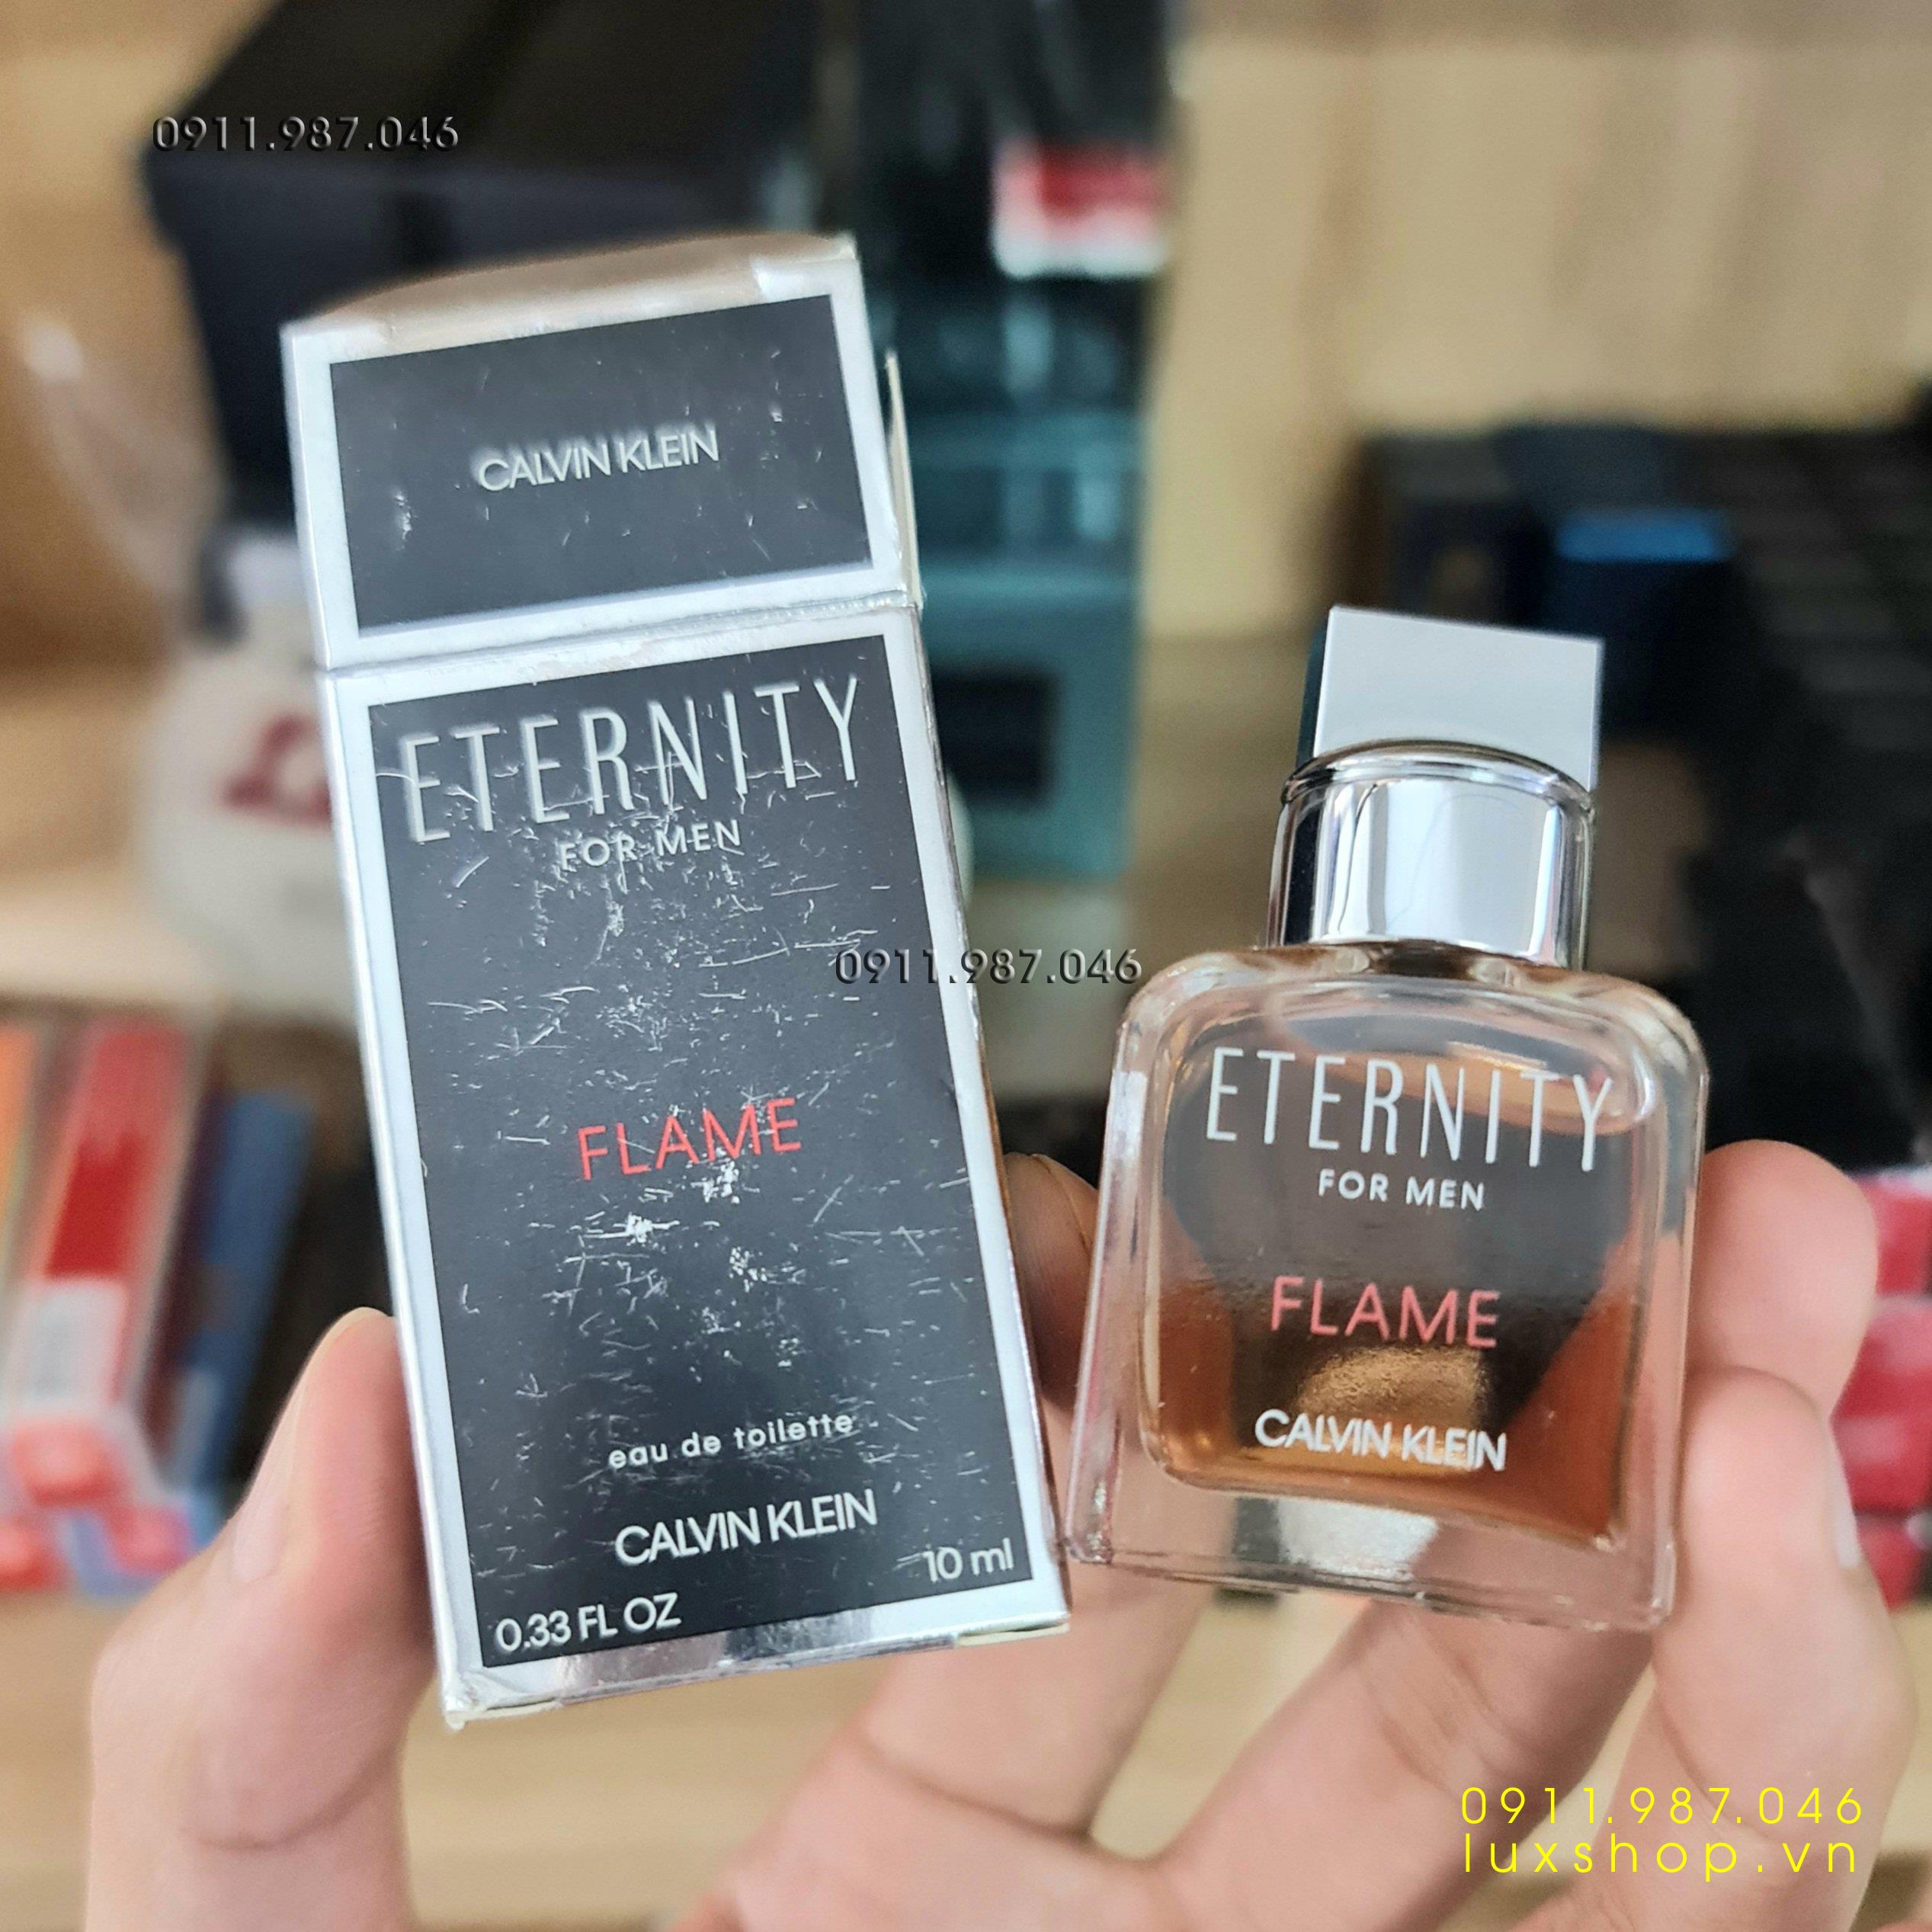 0911.987.046
CALVIN KLEIN
ETERNITY
FOR MEN
FLAME
eau de toilette
CALVIN KLEIN
0.33 FL OZ
10 ml
0911.987.046
ETERNITY
FOR MEN
FLAME
CALVIN KLEIN
0911.987.046
luxshop.vn